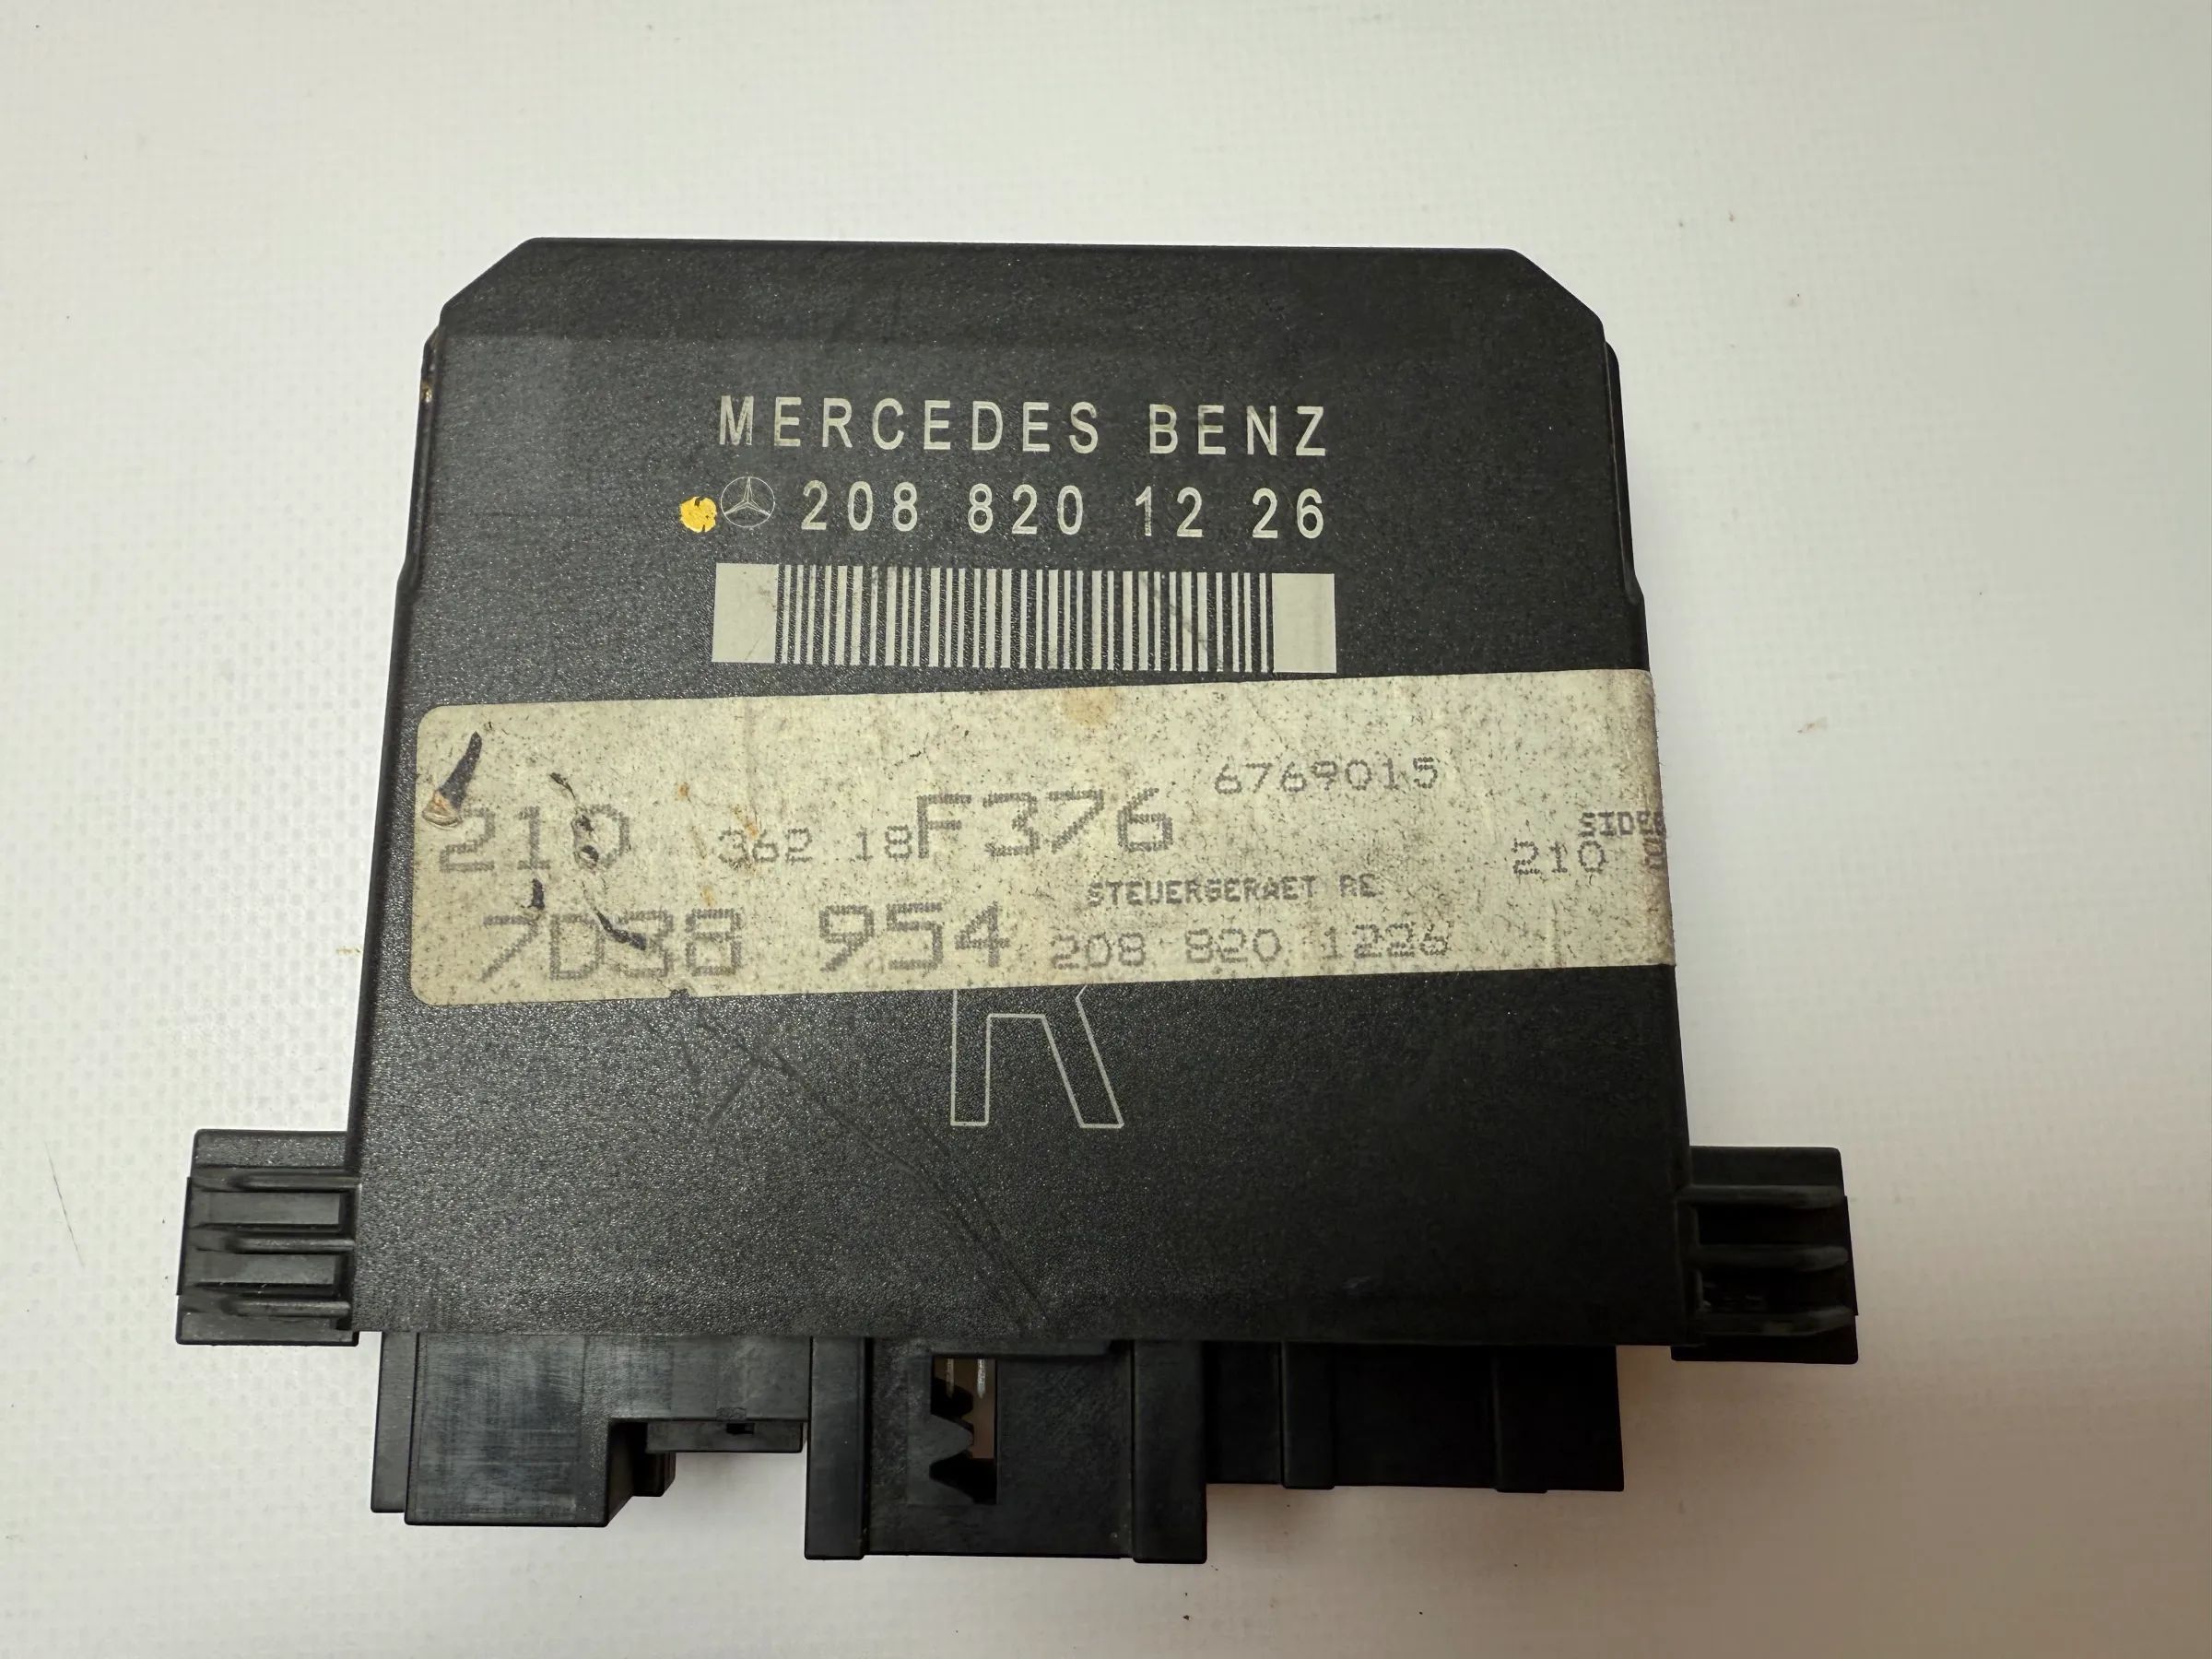 MERCEDES BENZ
208 820 12 26
6769015
210 362 18 F376
SIDE
210
STEUERGERAET RE
7D38 954 208 820 1226
R